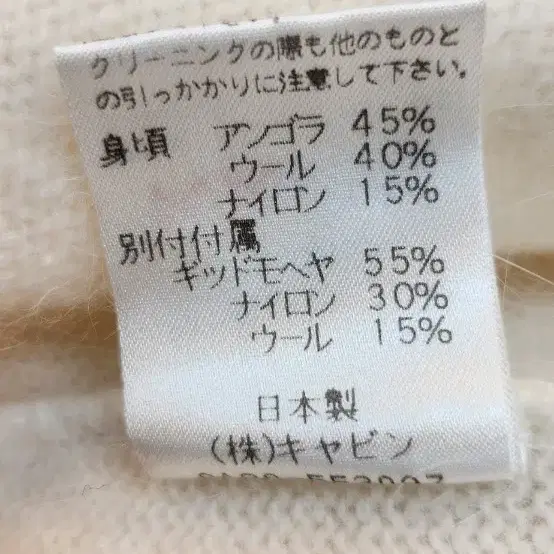 クリーニングの際も他のものと
の引っかかりに注意して下さい。
身頃 アンゴラ 45%
ウール 40%
ナイロン 15%
別付付属
キッドモヘヤ 55%
ナイロン 30%
ウール 15%
日本製
(株)キャビン